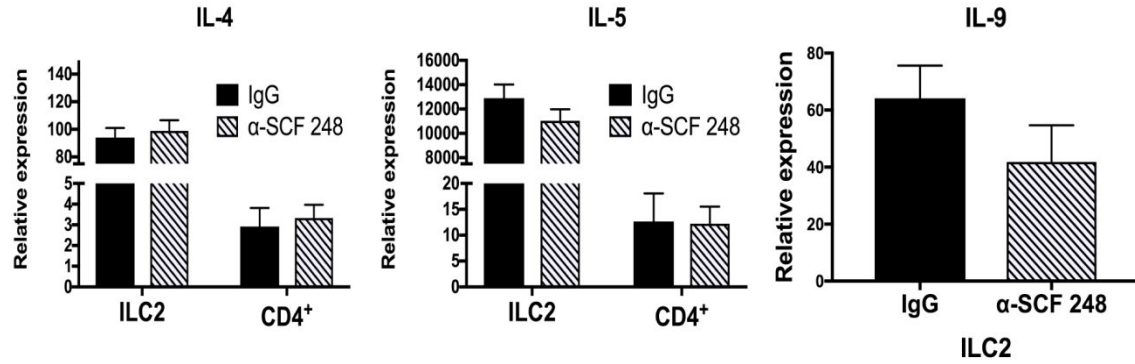 IL-4
Relative expression
140
120
100
80
5
4
3
2
1
0
IgG
α-SCF 248
ILC2
CD4+
IL-5
Relative expression
16000
14000
12000
10000
8000
20
15
10
5
0
IgG
α-SCF 248
ILC2
CD4+
IL-9
Relative expression
80
60
40
20
0
IgG
α-SCF 248
ILC2